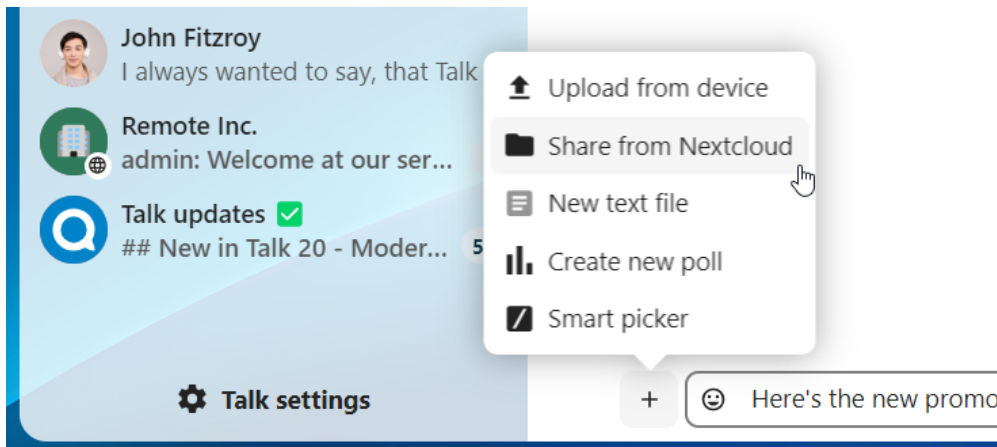 John Fitzroy
I always wanted to say, that Talk
Remote Inc.
admin: Welcome at our ser...
Talk updates ✅
## New in Talk 20 - Moder... 5
Talk settings
Upload from device
Share from Nextcloud
New text file
Create new poll
Smart picker
+
Here's the new promo